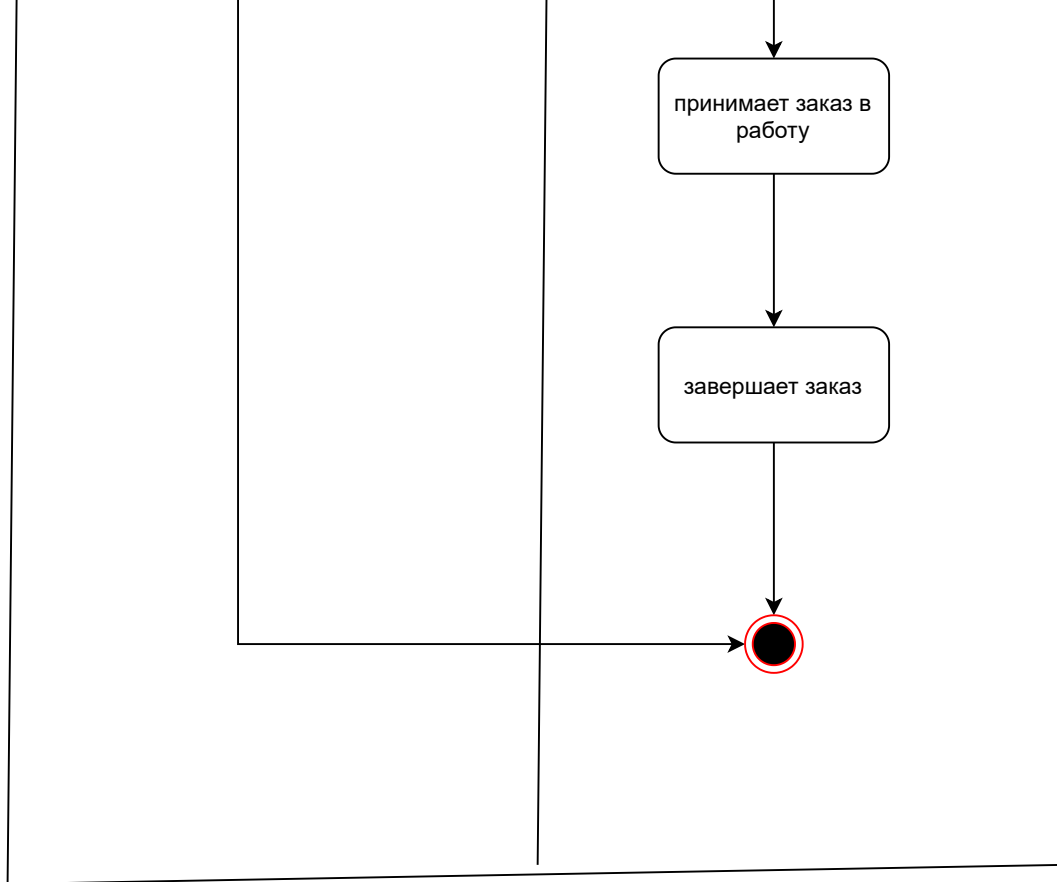 принимает заказ в
работу
завершает заказ